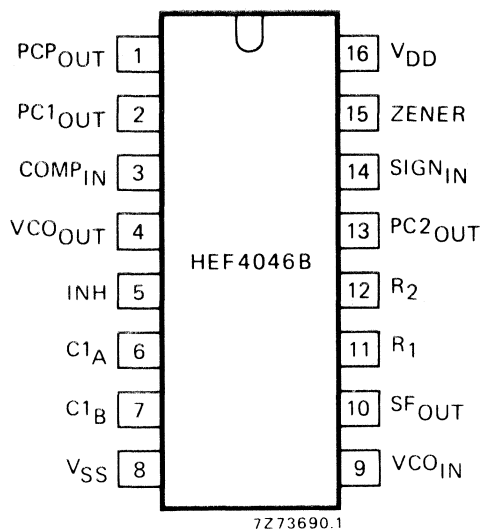 PCPOUT 1 16 VDD
PC1OUT 2 15 ZENER
COMPIN 3 14 SIGNIN
VCOOUT 4 13 PC2OUT
HEF4046B
INH 5 12 R2
C1A 6 11 R1
C1B 7 10 SFOUT
VSS 8 9 VCOIN
7Z73690.1